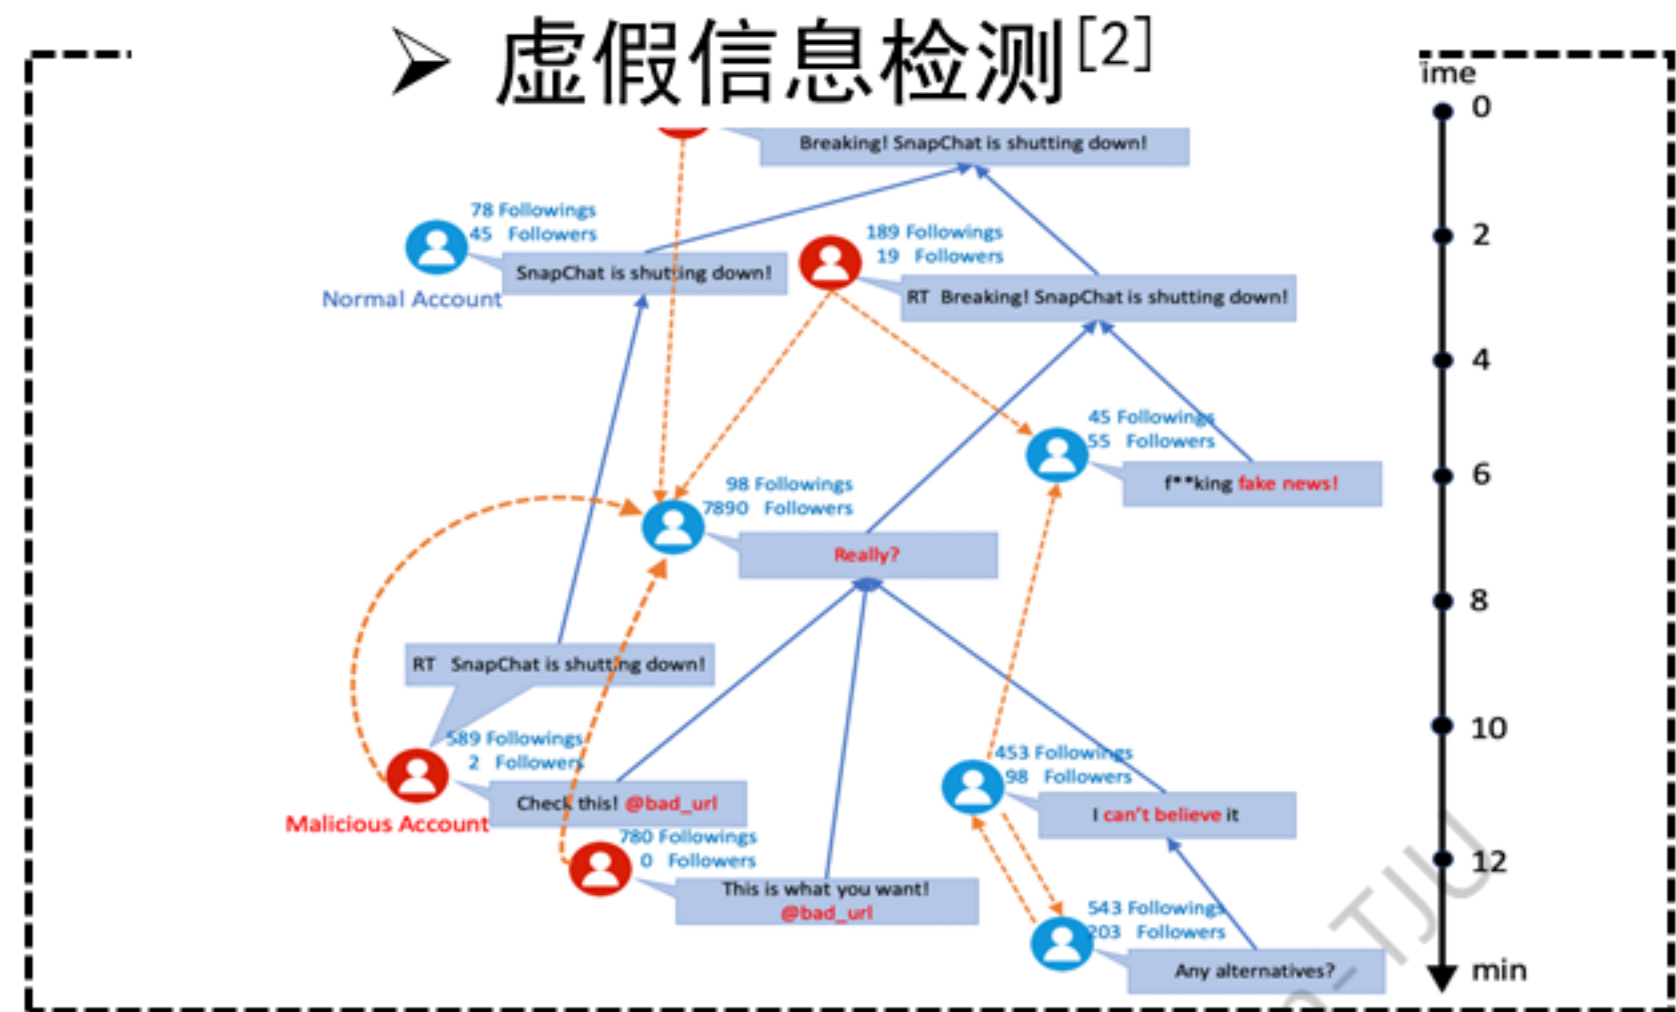 ➢ 虚假信息检测[2]
ime
0
Breaking! SnapChat is shutting down!
78 Followings
45 Followers
189 Followings
19 Followers
2
SnapChat is shutting down!
Normal Account
RT Breaking! SnapChat is shutting down!
4
45 Followings
55 Followers
6
f**king fake news!
98 Followings
7890 Followers
Really?
8
RT SnapChat is shutting down!
10
589 Followings
2 Followers
453 Followings
98 Followers
Check this! @bad_url
I can't believe it
Malicious Account
780 Followings
0 Followers
12
This is what you want!
@bad_url
543 Followings
203 Followers
Any alternatives?
min
-TJU